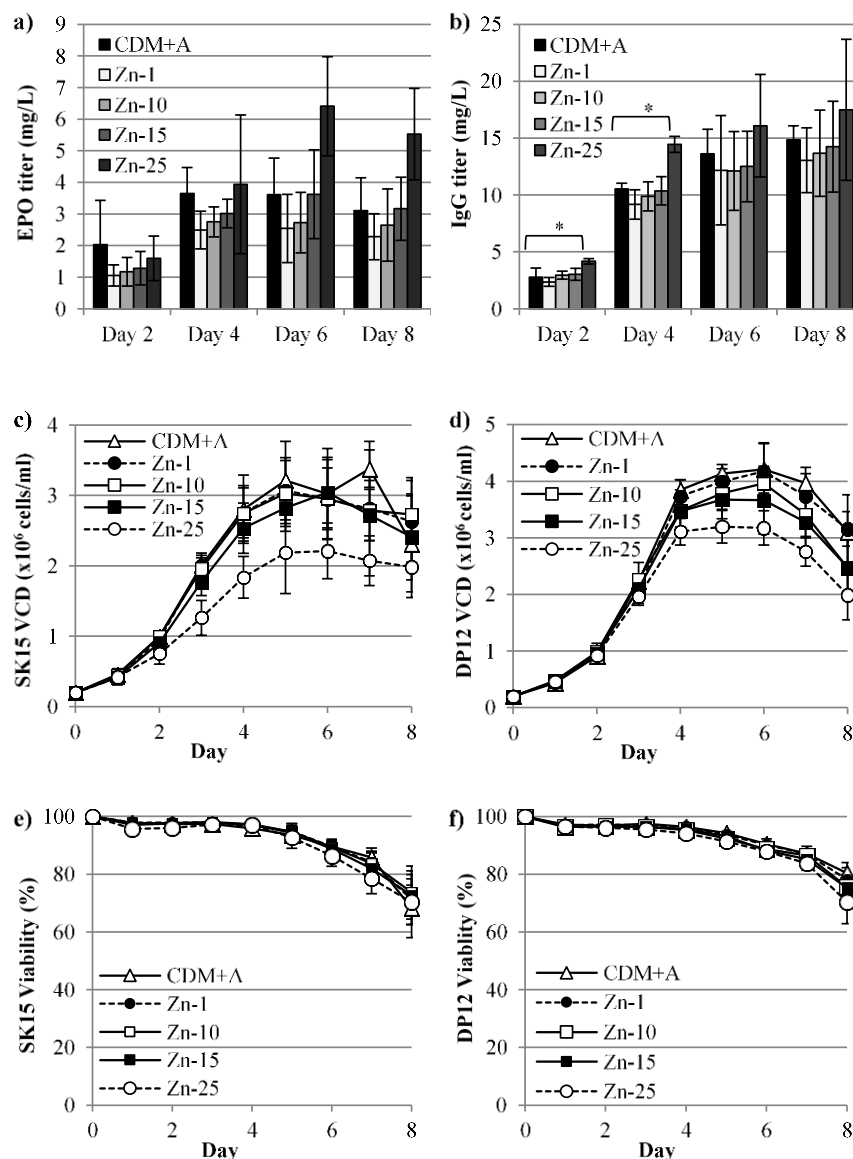 a)
EPO titer (mg/L)
9
8
7
6
5
4
3
2
1
0
CDM+A
Zn-1
Zn-10
Zn-15
Zn-25
Day 2
Day 4
Day 6
Day 8
b)
IgG titer (mg/L)
25
20
15
10
5
0
CDM+A
Zn-1
Zn-10
Zn-15
Zn-25
*
*
Day 2
Day 4
Day 6
Day 8
c)
SK15 VCD (x10⁶ cells/ml)
4
3
2
1
0
CDM+A
Zn-1
Zn-10
Zn-15
Zn-25
0
2
4
6
8
Day
d)
DP12 VCD (x10⁶ cells/ml)
5
4
3
2
1
0
CDM+A
Zn-1
Zn-10
Zn-15
Zn-25
0
2
4
6
8
Day
e)
SK15 Viability (%)
100
80
60
40
20
0
CDM+A
Zn-1
Zn-10
Zn-15
Zn-25
0
2
4
6
8
Day
f)
DP12 Viablity (%)
100
80
60
40
20
0
CDM+A
Zn-1
Zn-10
Zn-15
Zn-25
0
2
4
6
8
Day